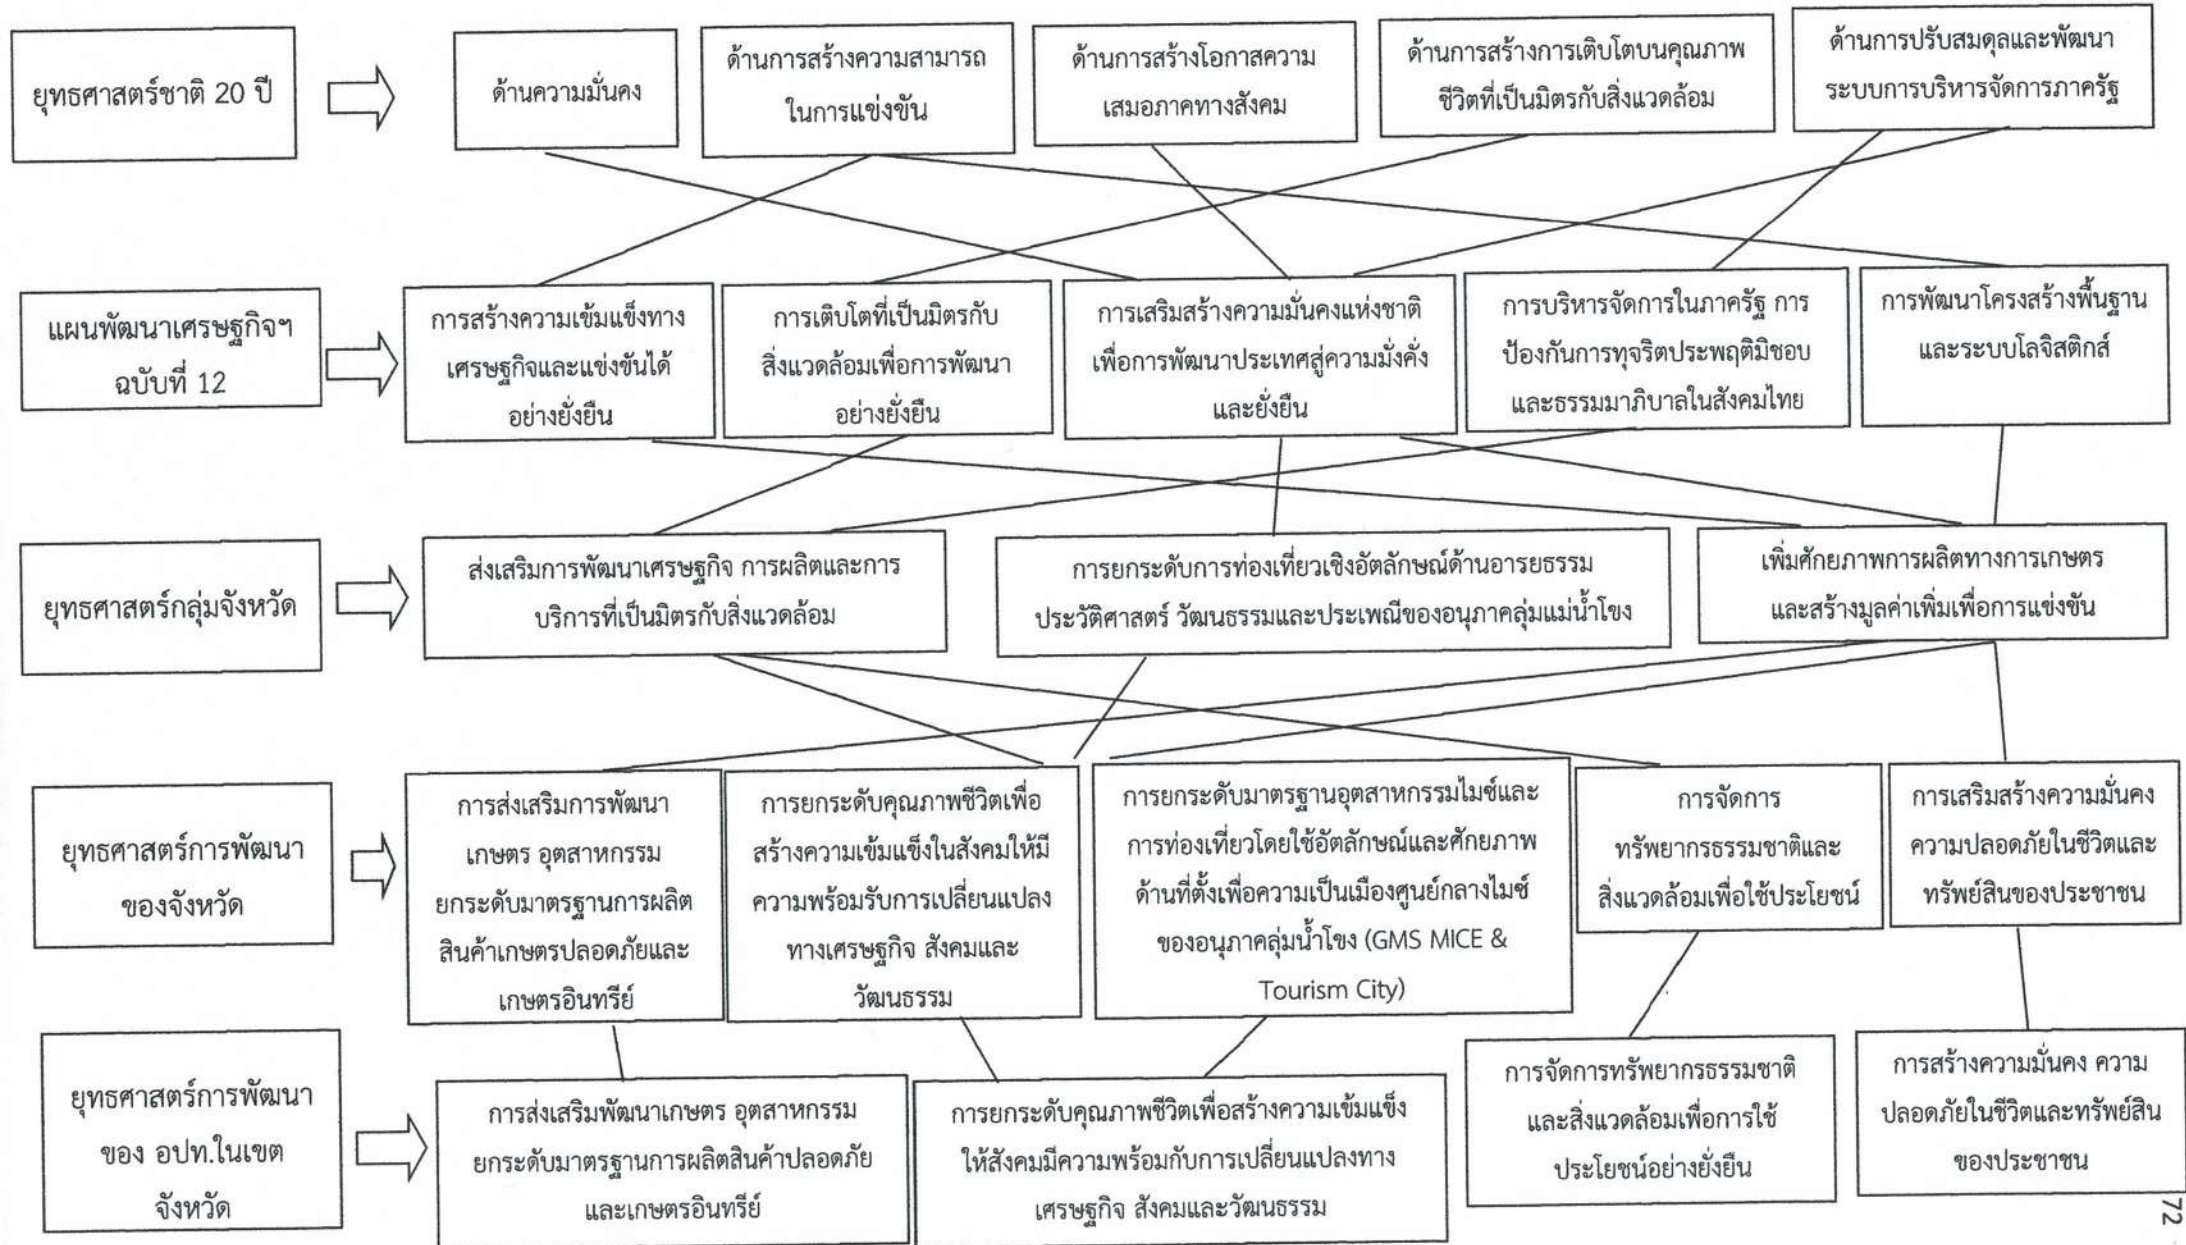 ยุทธศาสตร์ชาติ 20 ปี
ด้านความมั่นคง
ด้านการสร้างความสามารถ
ในการแข่งขัน
ด้านการสร้างโอกาสความ
เสมอภาคทางสังคม
ด้านการสร้างการเติบโตบนคุณภาพ
ชีวิตที่เป็นมิตรกับสิ่งแวดล้อม
ด้านการปรับสมดุลและพัฒนา
ระบบการบริหารจัดการภาครัฐ
แผนพัฒนาเศรษฐกิจฯ
ฉบับที่ 12
การสร้างความเข้มแข็งทาง
เศรษฐกิจและแข่งขันได้
อย่างยั่งยืน
การเติบโตที่เป็นมิตรกับ
สิ่งแวดล้อมเพื่อการพัฒนา
อย่างยั่งยืน
การเสริมสร้างความมั่นคงแห่งชาติ
เพื่อการพัฒนาประเทศสู่ความมั่งคั่ง
และยั่งยืน
การบริหารจัดการในภาครัฐ การ
ป้องกันการทุจริตประพฤติมิชอบ
และธรรมมาภิบาลในสังคมไทย
การพัฒนาโครงสร้างพื้นฐาน
และระบบโลจิสติกส์
ยุทธศาสตร์กลุ่มจังหวัด
ส่งเสริมการพัฒนาเศรษฐกิจ การผลิตและการ
บริการที่เป็นมิตรกับสิ่งแวดล้อม
การยกระดับการท่องเที่ยวเชิงอัตลักษณ์ด้านอารยธรรม
ประวัติศาสตร์ วัฒนธรรมและประเพณีของอนุภาคลุ่มแม่น้ำโขง
เพิ่มศักยภาพการผลิตทางการเกษตร
และสร้างมูลค่าเพิ่มเพื่อการแข่งขัน
ยุทธศาสตร์การพัฒนา
ของจังหวัด
การส่งเสริมการพัฒนา
เกษตร อุตสาหกรรม
ยกระดับมาตรฐานการผลิต
สินค้าเกษตรปลอดภัยและ
เกษตรอินทรีย์
การยกระดับคุณภาพชีวิตเพื่อ
สร้างความเข้มแข็งในสังคมให้มี
ความพร้อมรับการเปลี่ยนแปลง
ทางเศรษฐกิจ สังคมและ
วัฒนธรรม
การยกระดับมาตรฐานอุตสาหกรรมไมซ์และ
การท่องเที่ยวโดยใช้อัตลักษณ์และศักยภาพ
ด้านที่ตั้งเพื่อความเป็นเมืองศูนย์กลางไมซ์
ของอนุภาคลุ่มน้ำโขง (GMS MICE &
Tourism City)
การจัดการ
ทรัพยากรธรรมชาติและ
สิ่งแวดล้อมเพื่อใช้ประโยชน์
การเสริมสร้างความมั่นคง
ความปลอดภัยในชีวิตและ
ทรัพย์สินของประชาชน
ยุทธศาสตร์การพัฒนา
ของ อปท.ในเขต
จังหวัด
การส่งเสริมพัฒนาเกษตร อุตสาหกรรม
ยกระดับมาตรฐานการผลิตสินค้าปลอดภัย
และเกษตรอินทรีย์
การยกระดับคุณภาพชีวิตเพื่อสร้างความเข้มแข็ง
ให้สังคมมีความพร้อมกับการเปลี่ยนแปลงทาง
เศรษฐกิจ สังคมและวัฒนธรรม
การจัดการทรัพยากรธรรมชาติ
และสิ่งแวดล้อมเพื่อการใช้
ประโยชน์อย่างยั่งยืน
การสร้างความมั่นคง ความ
ปลอดภัยในชีวิตและทรัพย์สิน
ของประชาชน
72